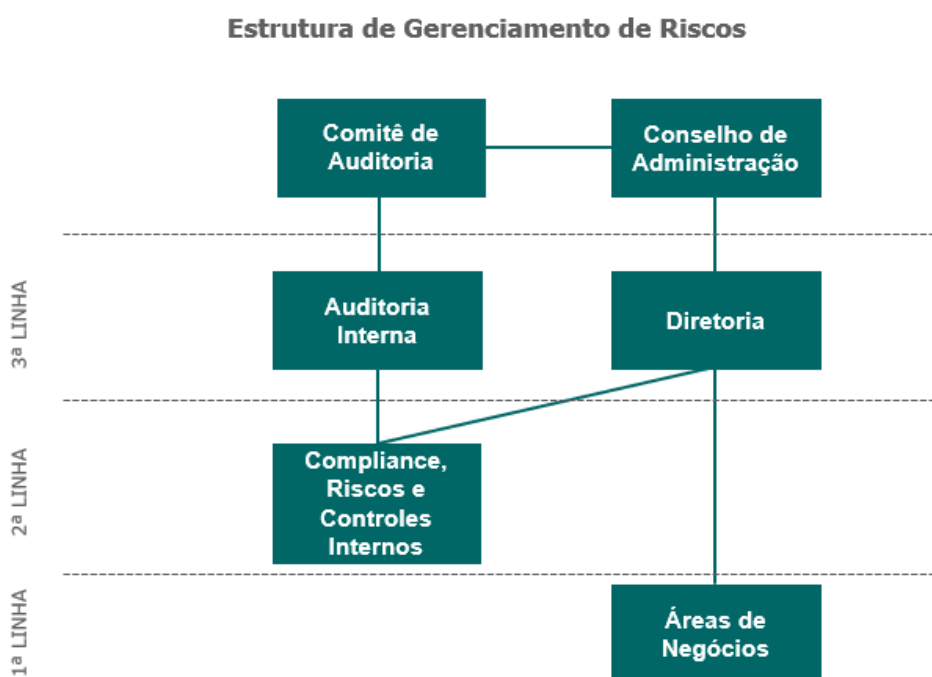 Estrutura de Gerenciamento de Riscos
Comitê de
Auditoria
Conselho de
Administração
3ª LINHA
Auditoria
Interna
Diretoria
2ª LINHA
Compliance,
Riscos e
Controles
Internos
1ª LINHA
Áreas de
Negócios